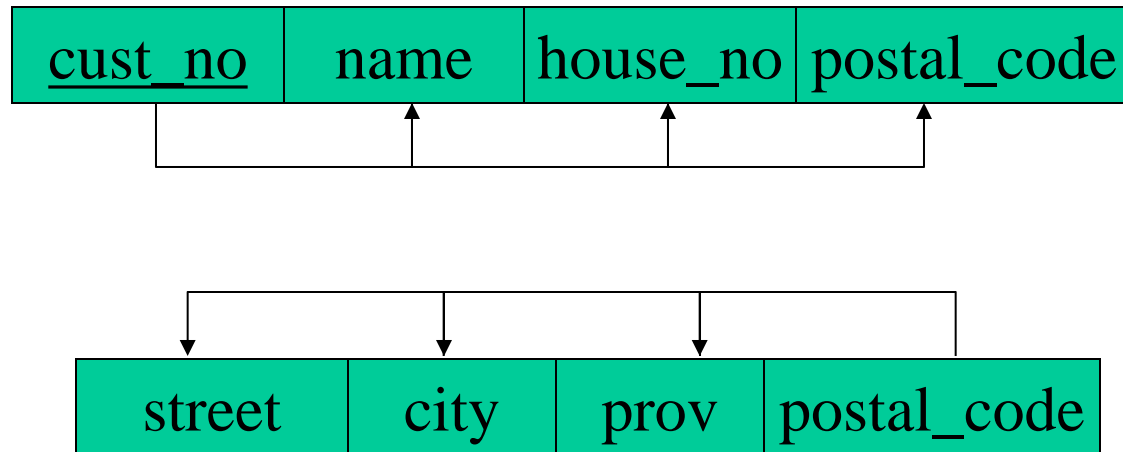 cust_no name house_no postal_code
street city prov postal_code